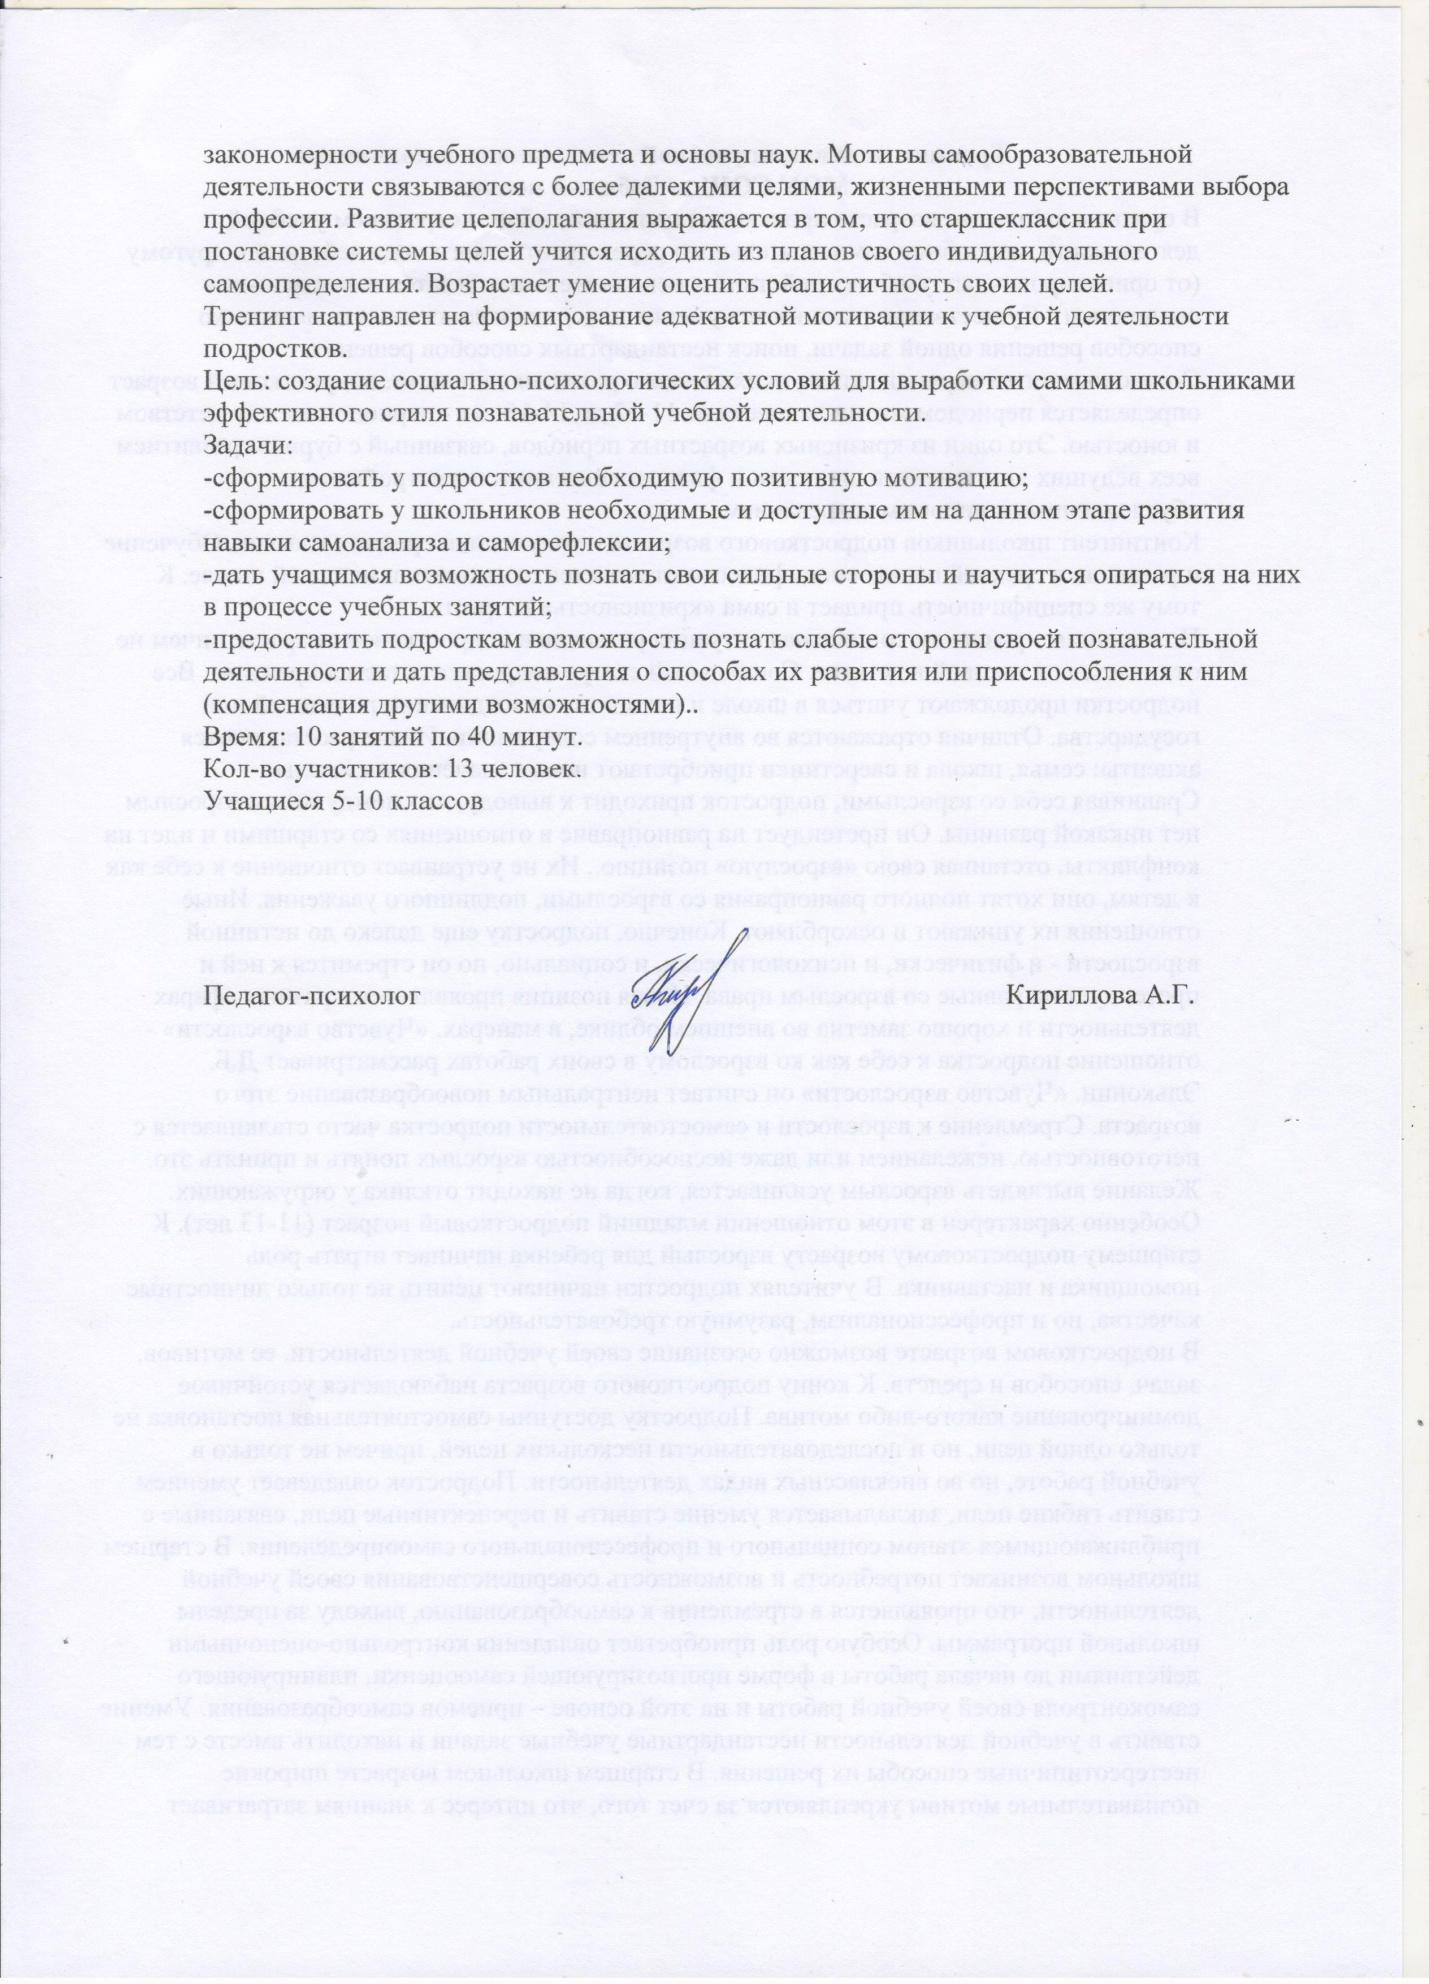 закономерности учебного предмета и основы наук. Мотивы самообразовательной
деятельности связываются с более далекими целями, жизненными перспективами выбора
профессии. Развитие целеполагания выражается в том, что старшеклассник при
постановке системы целей учится исходить из планов своего индивидуального
самоопределения. Возрастает умение оценить реалистичность своих целей.
Тренинг направлен на формирование адекватной мотивации к учебной деятельности
подростков.
Цель: создание социально-психологических условий для выработки самими школьниками
эффективного стиля познавательной учебной деятельности.
Задачи:
-сформировать у подростков необходимую позитивную мотивацию;
-сформировать у школьников необходимые и доступные им на данном этапе развития
навыки самоанализа и саморефлексии;
-дать учащимся возможность познать свои сильные стороны и научиться опираться на них
в процессе учебных занятий;
-предоставить подросткам возможность познать слабые стороны своей познавательной
деятельности и дать представления о способах их развития или приспособления к ним
(компенсация другими возможностями)..
Время: 10 занятий по 40 минут.
Кол-во участников: 13 человек.
Учащиеся 5-10 классов
Педагог-психолог Кириллова А.Г.